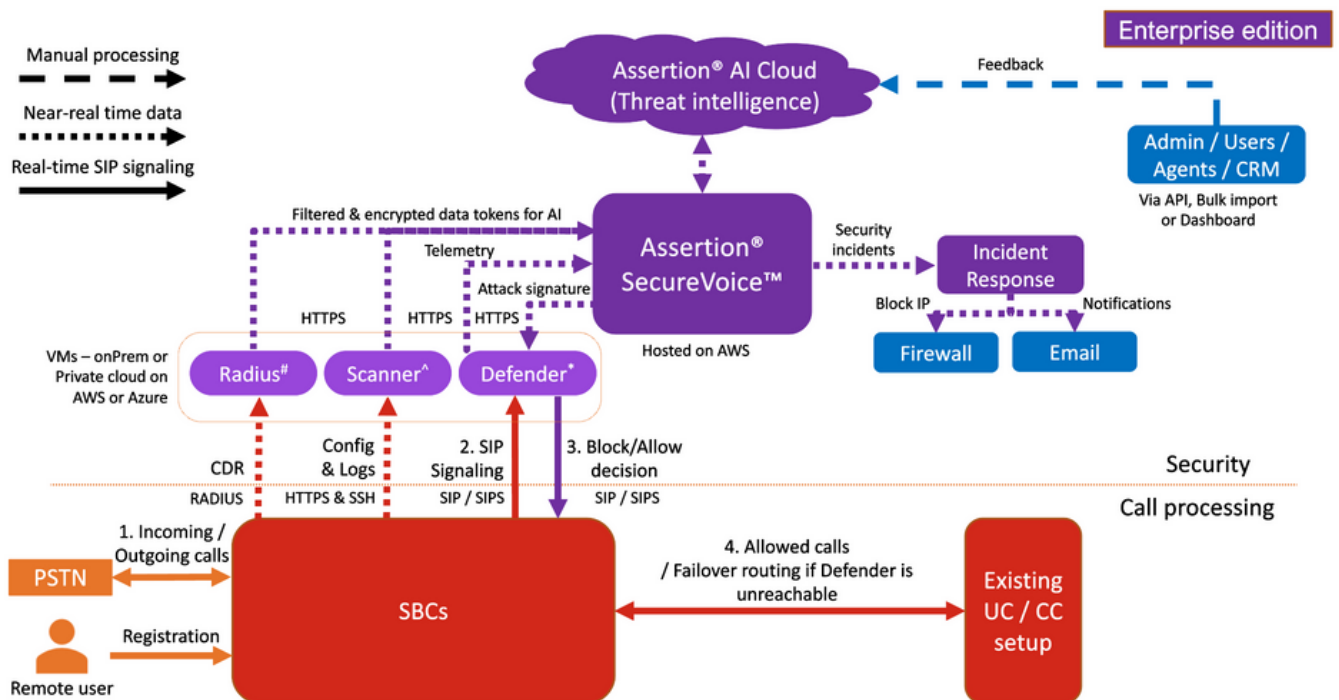 Enterprise edition
Manual processing
Near-real time data
Real-time SIP signaling
Assertion® AI Cloud
(Threat intelligence)
Feedback
Admin / Users /
Agents / CRM
Via API, Bulk import
or Dashboard
Filtered & encrypted data tokens for AI
Telemetry
Attack signature
Assertion®
SecureVoice™
Hosted on AWS
Security
incidents
Incident
Response
Block IP
Notifications
Firewall
Email
HTTPS
HTTPS
HTTPS
VMs – onPrem or
Private cloud on
AWS or Azure
Radius#
Scanner^
Defender*
CDR
Config
& Logs
2. SIP
Signaling
3. Block/Allow
decision
Security
RADIUS
HTTPS & SSH
SIP / SIPS
SIP / SIPS
Call processing
1. Incoming /
Outgoing calls
PSTN
Registration
Remote user
SBCs
4. Allowed calls
/ Failover routing if Defender is
unreachable
Existing
UC / CC
setup